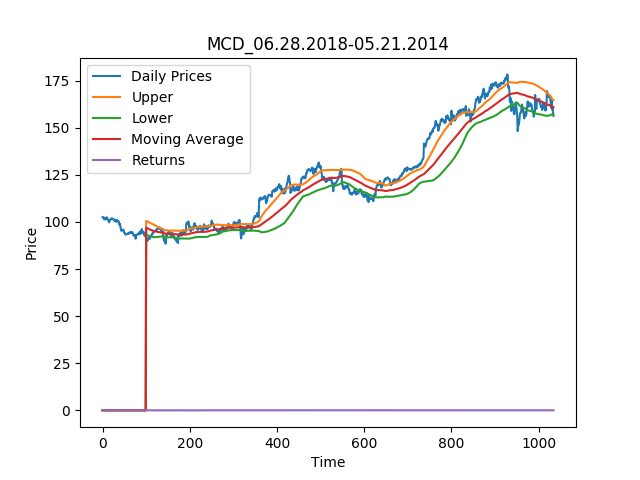 MCD_06.28.2018-05.21.2014
Daily Prices
Upper
Lower
Moving Average
Returns
175
150
125
100
75
50
25
0
Price
0 200 400 600 800 1000
Time